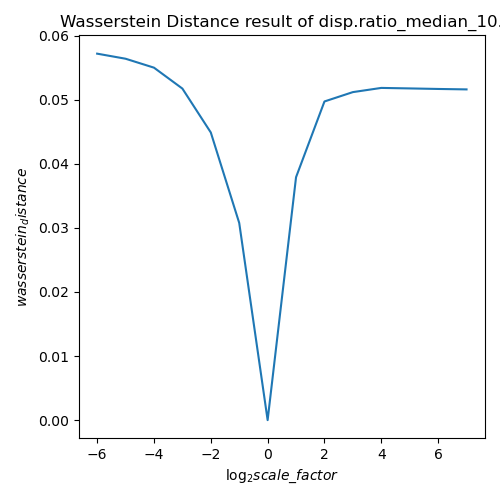 Wasserstein Distance result of disp.ratio_median_10.
0.06
0.05
0.04
0.03
0.02
0.01
0.00
wasserstein_distance
−6 −4 −2 0 2 4 6
log₂scale_factor